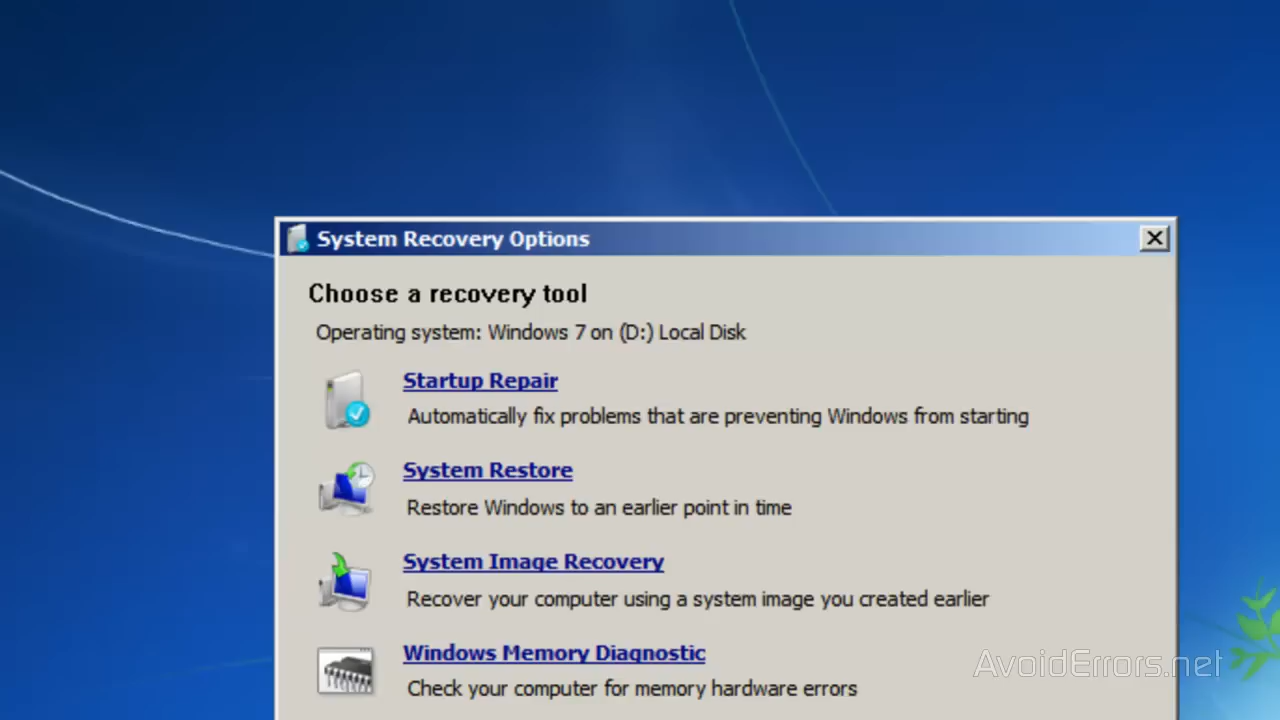 System Recovery Options
Choose a recovery tool
Operating system: Windows 7 on (D:) Local Disk
Startup Repair
Automatically fix problems that are preventing Windows from starting
System Restore
Restore Windows to an earlier point in time
System Image Recovery
Recover your computer using a system image you created earlier
Windows Memory Diagnostic
Check your computer for memory hardware errors
AvoidErrors.net